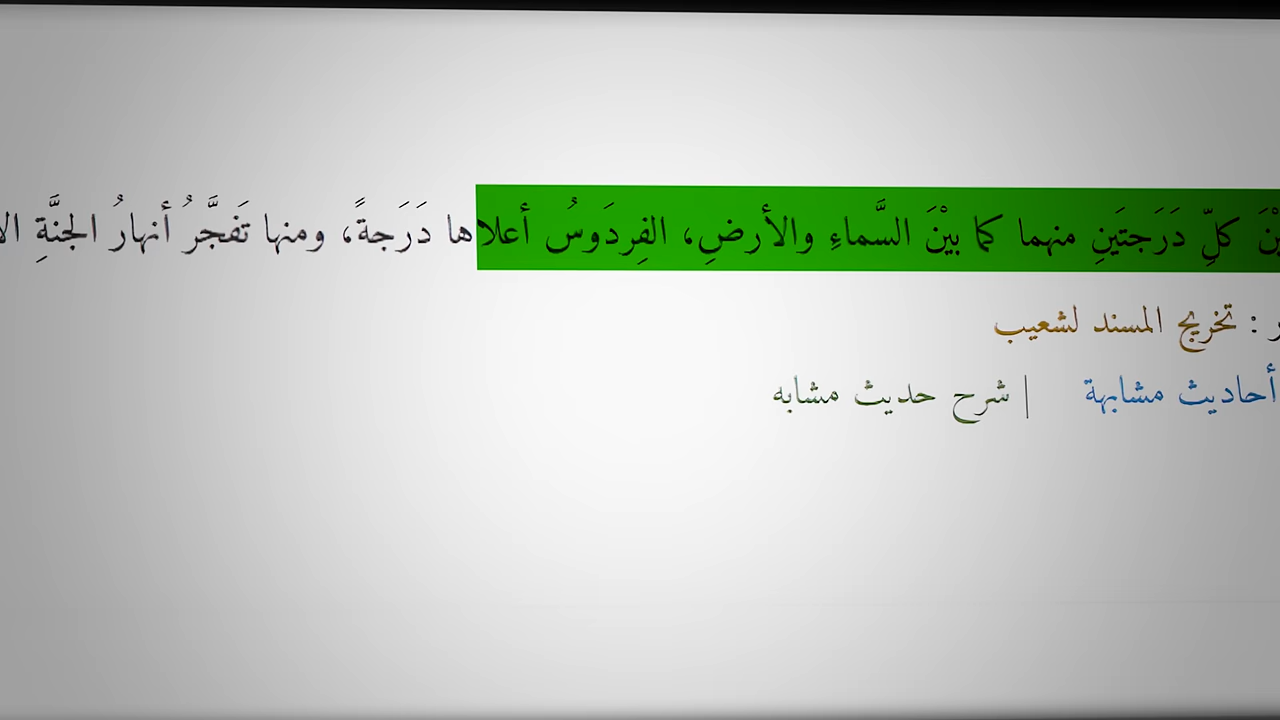 كلِّ دَرَجتَينِ منهما كما بيْنَ السَّماءِ والأرضِ، الفِردَوسُ أعلاها دَرَجةً، ومنها تَفجَّرُ أنهارُ الجنَّةِ
: تخريج المسند لشعيب
أحاديث مشابهة | شرح حديث مشابه